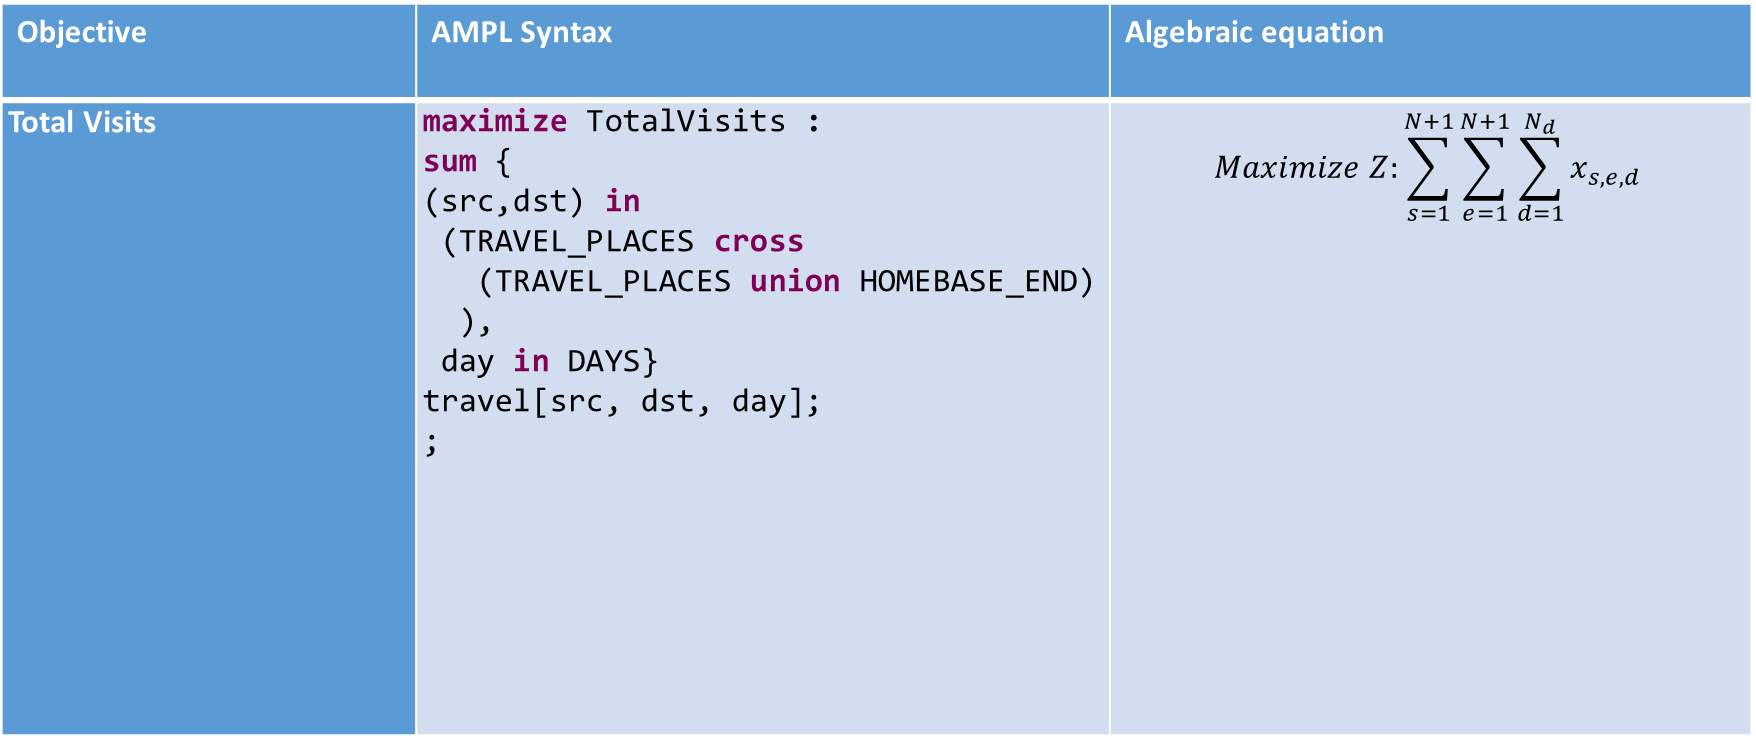 Objective
AMPL Syntax
Algebraic equation
Total Visits
maximize TotalVisits :
sum {
(src,dst) in
(TRAVEL_PLACES cross
(TRAVEL_PLACES union HOMEBASE_END)
),
day in DAYS}
travel[src, dst, day];
;
N+1 N+1 N_d
Maximize Z: ∑ ∑ ∑ x_{s,e,d}
s=1 e=1 d=1